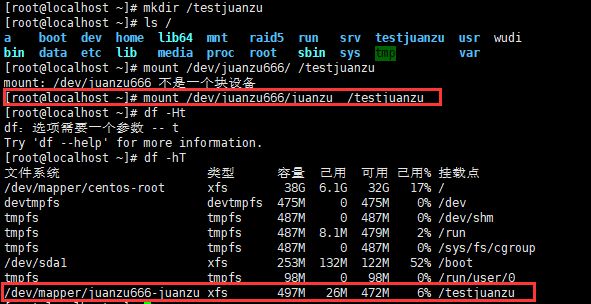 [root@localhost ~]# mkdir /testjuanzu
[root@localhost ~]# ls /
a boot dev home lib64 mnt raid5 run srv testjuanzu usr wudi
bin data etc lib media proc root sbin sys tmp var
[root@localhost ~]# mount /dev/juanzu666/ /testjuanzu
mount: /dev/juanzu666 不是一个块设备
[root@localhost ~]# mount /dev/juanzu666/juanzu /testjuanzu
[root@localhost ~]# df -Ht
df：选项需要一个参数 -- t
Try 'df --help' for more information.
[root@localhost ~]# df -hT
文件系统 类型 容量 已用 可用 已用% 挂载点
/dev/mapper/centos-root xfs 38G 6.1G 32G 17% /
devtmpfs devtmpfs 475M 0 475M 0% /dev
tmpfs tmpfs 487M 0 487M 0% /dev/shm
tmpfs tmpfs 487M 8.1M 479M 2% /run
tmpfs tmpfs 487M 0 487M 0% /sys/fs/cgroup
/dev/sda1 xfs 253M 132M 122M 52% /boot
tmpfs tmpfs 98M 0 98M 0% /run/user/0
/dev/mapper/juanzu666-juanzu xfs 497M 26M 472M 6% /testjuanzu